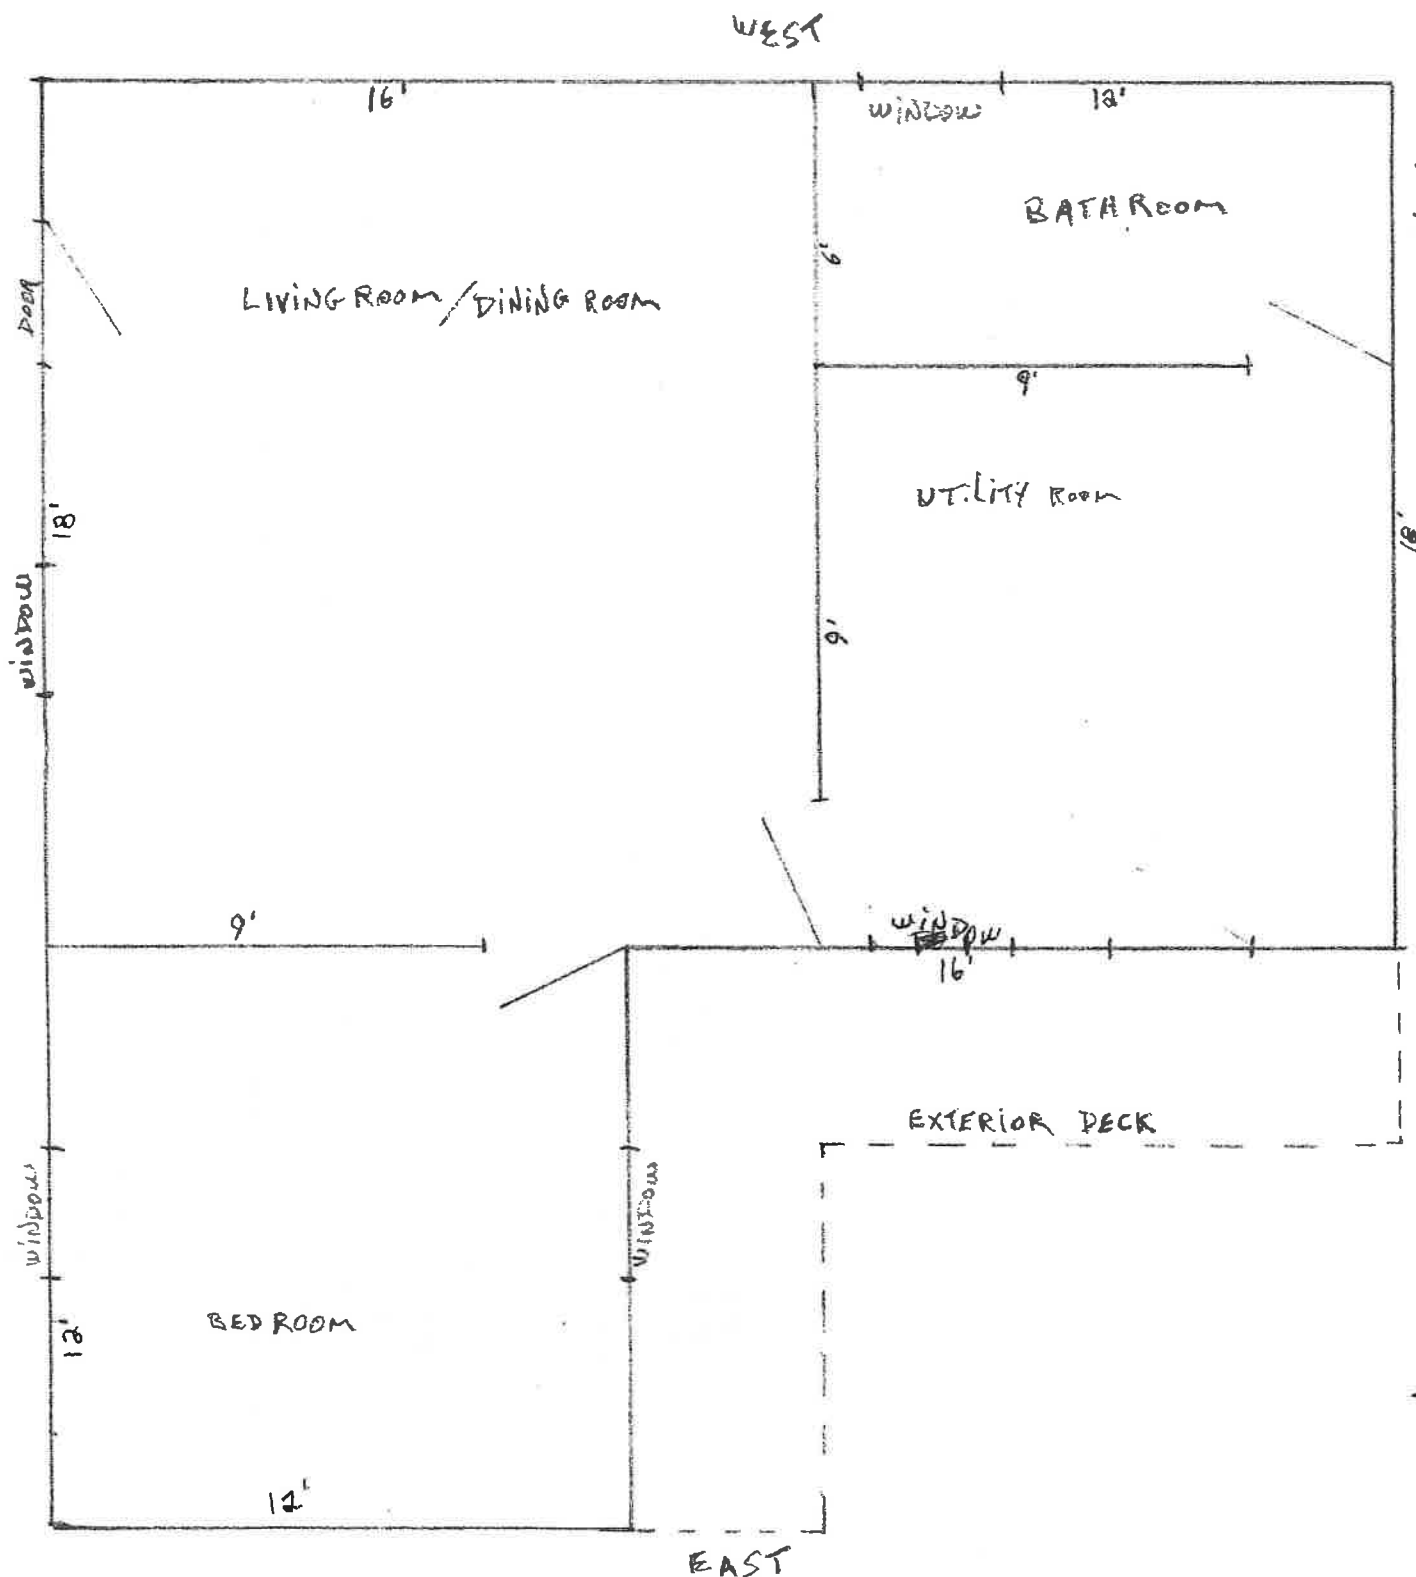 WEST
16'
WINDOW
12'
BATHROOM
6'
DOOR
LIVING ROOM / DINING ROOM
9'
UTILITY ROOM
18'
18'
WINDOW
9'
9'
WINDOW
16'
EXTERIOR DECK
WINDOW
WINDOW
BEDROOM
12'
12'
EAST